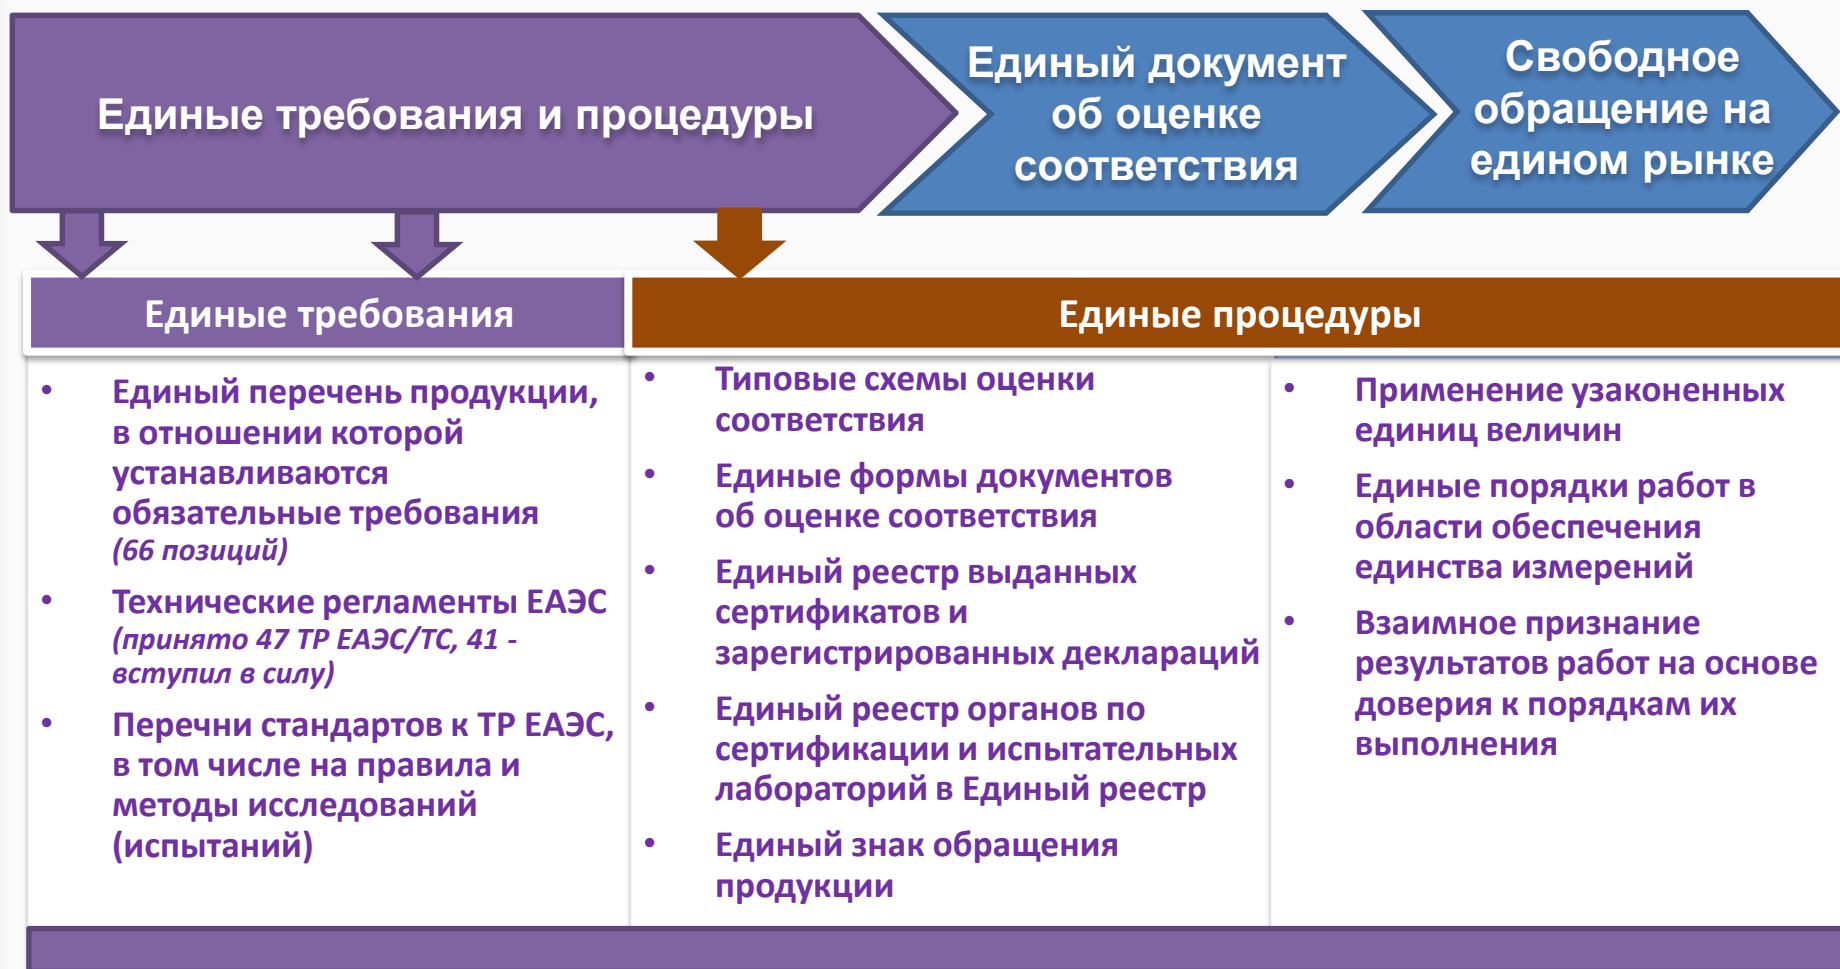 Единые требования и процедуры
Единый документ
об оценке
соответствия
Свободное
обращение на
едином рынке
Единые требования
Единые процедуры
• Единый перечень продукции,
в отношении которой
устанавливаются
обязательные требования
(66 позиций)
• Технические регламенты ЕАЭС
(принято 47 ТР ЕАЭС/ТС, 41 -
вступил в силу)
• Перечни стандартов к ТР ЕАЭС,
в том числе на правила и
методы исследований
(испытаний)
• Типовые схемы оценки
соответствия
• Единые формы документов
об оценке соответствия
• Единый реестр выданных
сертификатов и
зарегистрированных деклараций
• Единый реестр органов по
сертификации и испытательных
лабораторий в Единый реестр
• Единый знак обращения
продукции
• Применение узаконенных
единиц величин
• Единые порядки работ в
области обеспечения
единства измерений
• Взаимное признание
результатов работ на основе
доверия к порядкам их
выполнения